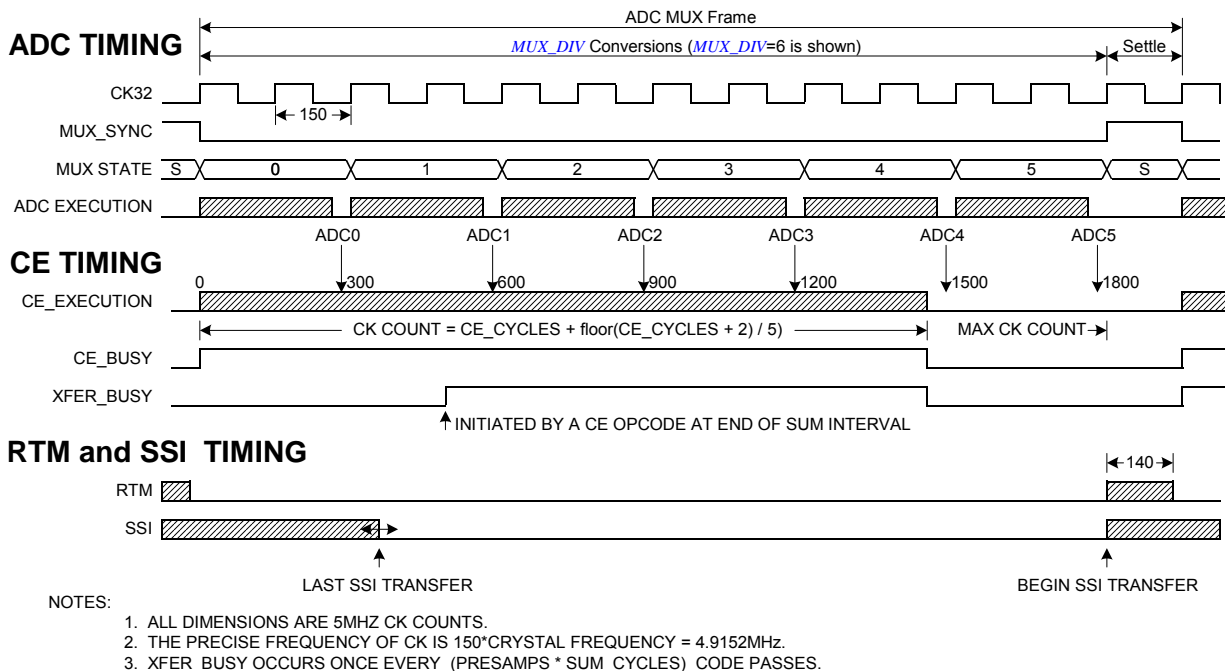 ADC MUX Frame
ADC TIMING
MUX_DIV Conversions (MUX_DIV=6 is shown)
Settle
CK32
150
MUX_SYNC
MUX STATE
S 0 1 2 3 4 5 S
ADC EXECUTION
ADC0 ADC1 ADC2 ADC3 ADC4 ADC5
CE TIMING
0 300 600 900 1200 1500 1800
CE_EXECUTION
CK COUNT = CE_CYCLES + floor(CE_CYCLES + 2) / 5)
MAX CK COUNT
CE_BUSY
XFER_BUSY
INITIATED BY A CE OPCODE AT END OF SUM INTERVAL
RTM and SSI TIMING
140
RTM
SSI
LAST SSI TRANSFER
BEGIN SSI TRANSFER
NOTES:
1. ALL DIMENSIONS ARE 5MHZ CK COUNTS.
2. THE PRECISE FREQUENCY OF CK IS 150*CRYSTAL FREQUENCY = 4.9152MHz.
3. XFER_BUSY OCCURS ONCE EVERY (PRESAMPS * SUM_CYCLES) CODE PASSES.